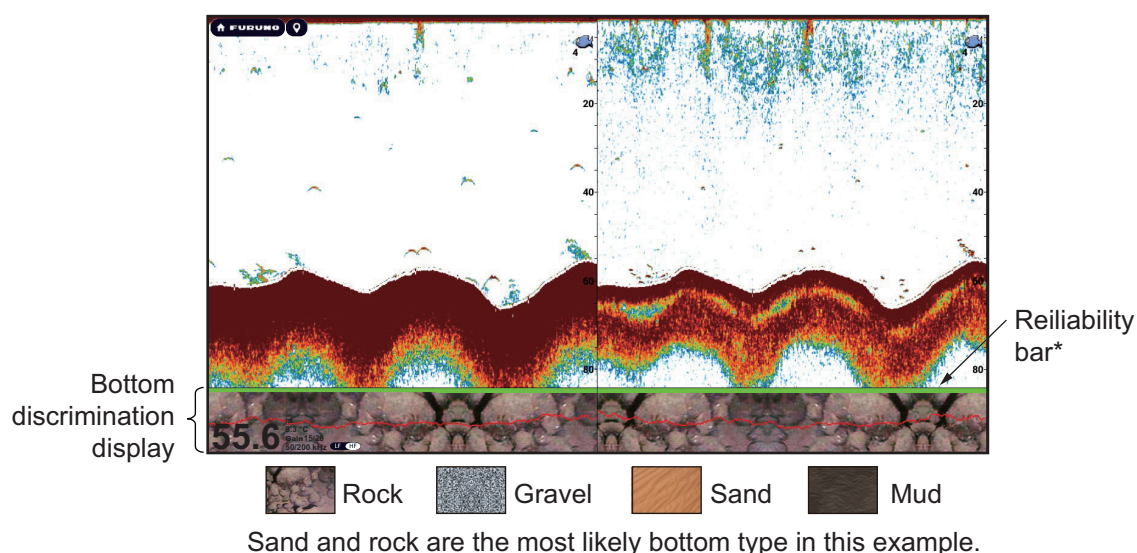 FURUNO
4
4
20
20
40
40
60
60
Reiliability
bar*
80
80
Bottom
discrimination
display
55.6
50/200 kHz LF HF
Rock
Gravel
Sand
Mud
Sand and rock are the most likely bottom type in this example.